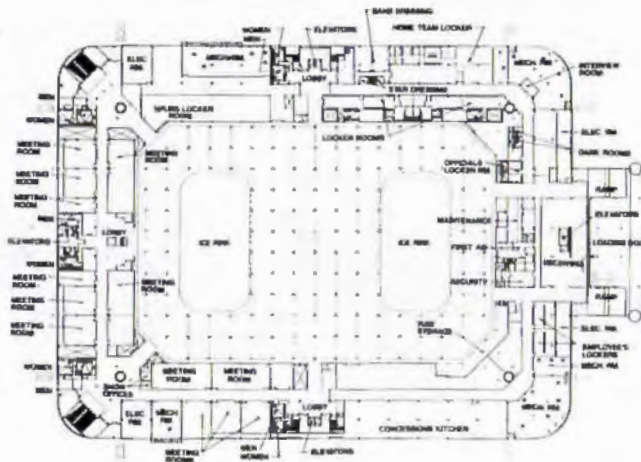 BAND DRESSING
WOMEN
ELEVATORS
HOME TEAM LOCKER
MEN
ELEC
RM.
MECH RM.
LOBBY
STAR DRESSING
MECH. RM.
INTERVIEW
ROOM
MEN
SPURS LOCKER
ROOM
WOMEN
LOCKER ROOMS
ELEC. RM.
DARK ROOMS
MEETING
ROOM
MEETING
ROOM
OFFICIALS
LOCKER RM.
MEETING
ROOM
RAMP
MEETING
ROOM
MEN
MAINTENANCE
ELEVATORS
LOBBY
ELEVATORS
ICE RINK
ICE RINK
FIRST AID
RECEIVING
LOADING
WOMEN
MEETING
ROOM
MEETING
ROOM
SECURITY
MEETING
ROOM
RAMP
MEN
MEETING
ROOM
ELEC. RM.
STORAGE
EMPLOYEE'S
LOCKERS
WOMEN
MEETING
ROOM
MEETING
ROOM
MECH. RM.
MEN
SHOW
OFFICES
ELEC
RM.
MECH
RM.
LOBBY
MECH. RM.
CONCESSIONS KITCHEN
MEETING
ROOMS
MEN
WOMEN
ELEVATORS